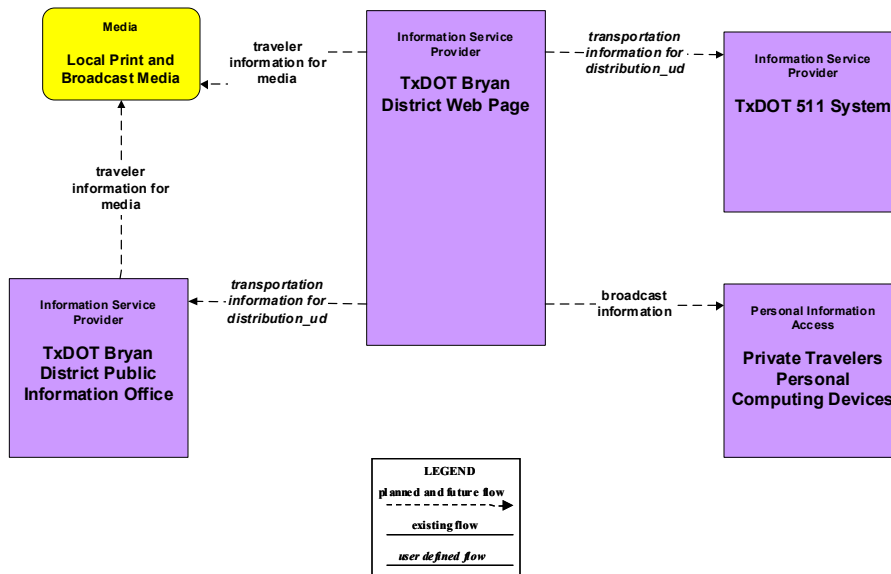 Media
Local Print and
Broadcast Media
traveler
information for
media
Information Service
Provider
TxDOT Bryan
District Web Page
transportation
information for
distribution_ud
Information Service
Provider
TxDOT 511 System
traveler
information for
media
Information Service
Provider
TxDOT Bryan
District Public
Information Office
transportation
information for
distribution_ud
broadcast
information
Personal Information
Access
Private Travelers
Personal
Computing Devices
LEGEND
planned and future flow
existing flow
user defined flow